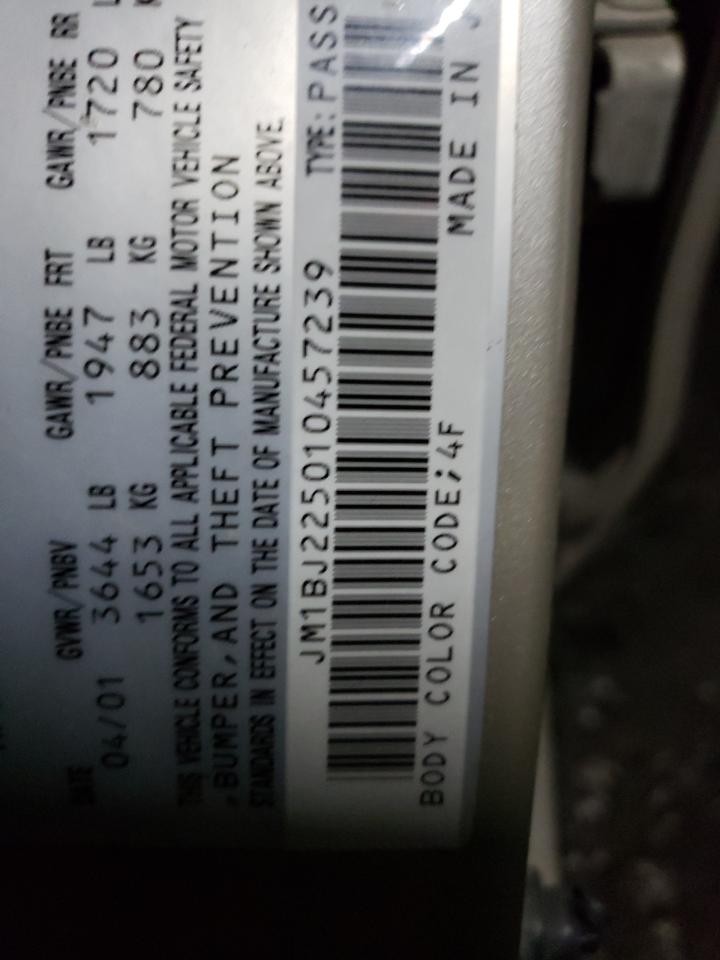 DATE GVWR/PNBV GAWR/PNBE FRT GAWR/PNBE RR
04/01 3644 LB 1947 LB 1720 L
1653 KG 883 KG 780
THIS VEHICLE CONFORMS TO ALL APPLICABLE FEDERAL MOTOR VEHICLE SAFETY
,BUMPER,AND THEFT PREVENTION
STANDARDS IN EFFECT ON THE DATE OF MANUFACTURE SHOWN ABOVE.
JM1BJ225010457239 TYPE:PASS
BODY COLOR CODE;4F MADE IN J